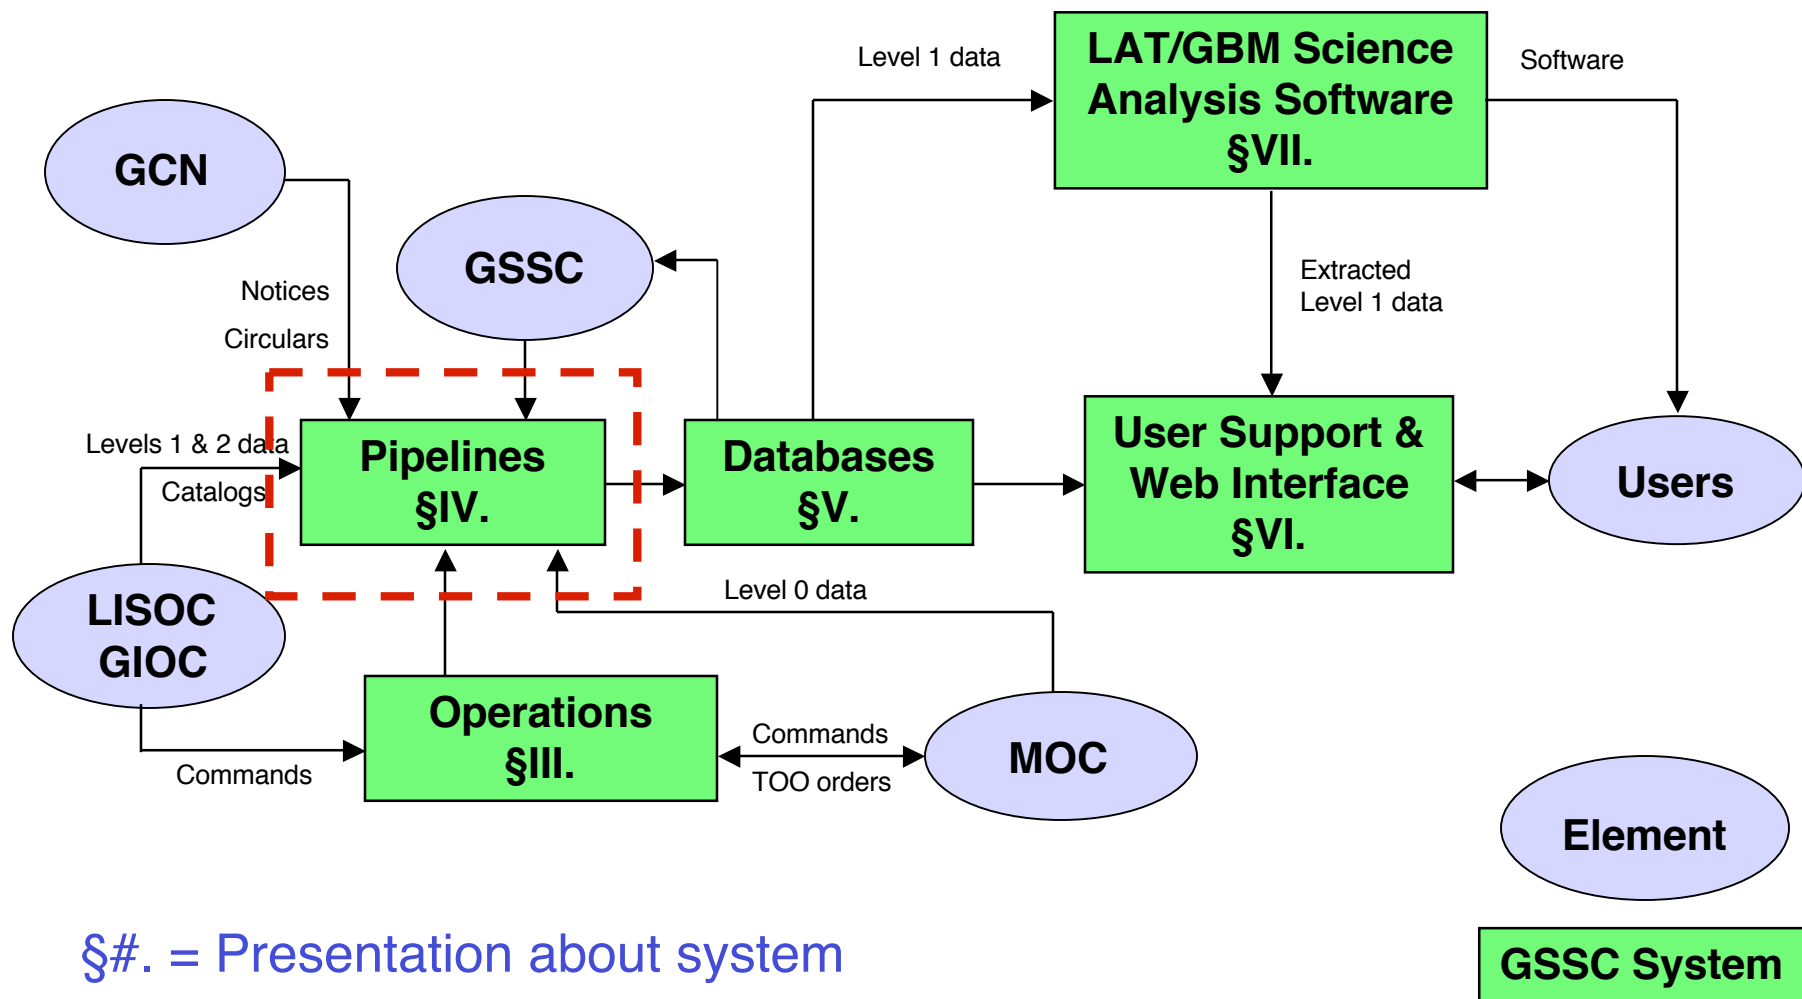 Level 1 data
LAT/GBM Science
Analysis Software
§VII.
Software
GCN
GSSC
Notices
Circulars
Extracted
Level 1 data
Levels 1 & 2 data
Catalogs
Pipelines
§IV.
Databases
§V.
User Support &
Web Interface
§VI.
Users
LISOC
GIOC
Level 0 data
Operations
§III.
Commands
Commands
TOO orders
MOC
Element
§#. = Presentation about system
GSSC System